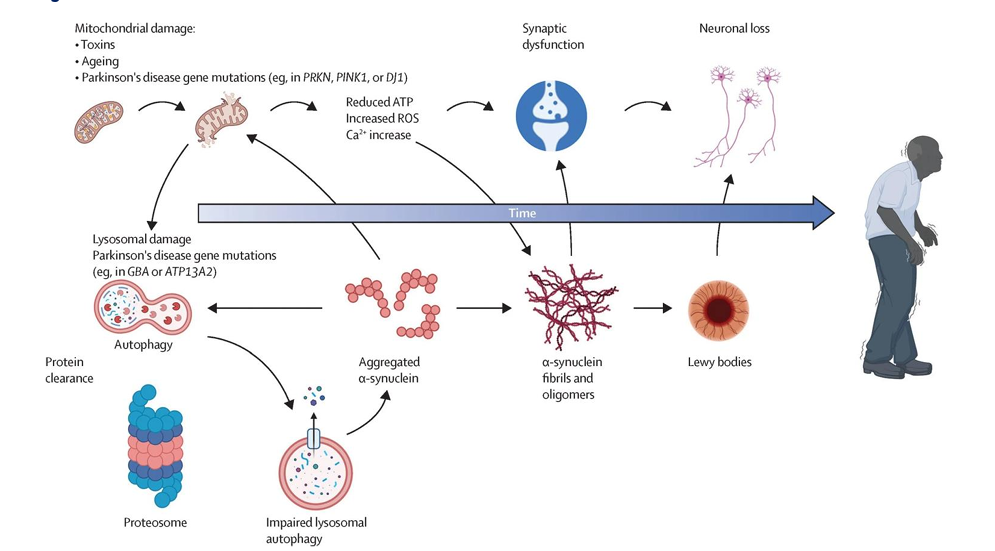 Mitochondrial damage:
• Toxins
• Ageing
• Parkinson's disease gene mutations (eg, in PRKN, PINK1, or DJ1)
Synaptic
dysfunction
Neuronal loss
Reduced ATP
Increased ROS
Ca²⁺ increase
Time
Lysosomal damage
Parkinson's disease gene mutations
(eg, in GBA or ATP13A2)
Autophagy
Protein
clearance
Aggregated
α-synuclein
α-synuclein
fibrils and
oligomers
Lewy bodies
Proteosome
Impaired lysosomal
autophagy